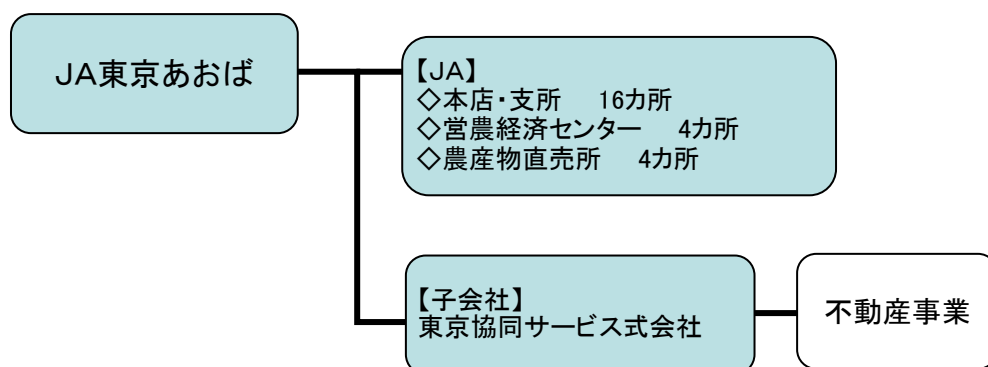 JA東京あおば
【JA】
◇本店・支所　16カ所
◇営農経済センター　4カ所
◇農産物直売所　4カ所
【子会社】
東京協同サービス式会社
不動産事業